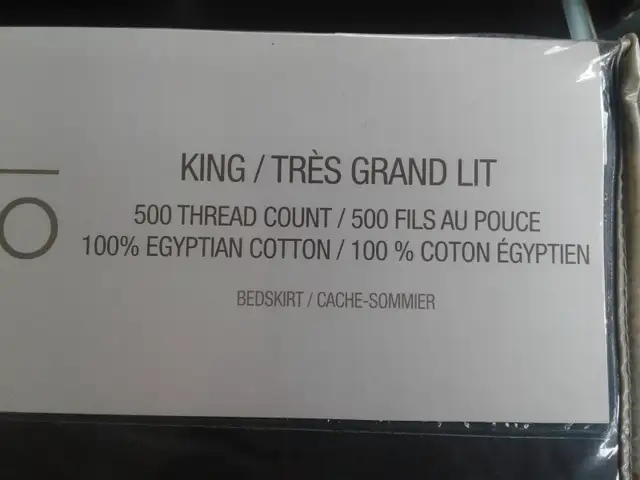 KING / TRÈS GRAND LIT
500 THREAD COUNT / 500 FILS AU POUCE
100% EGYPTIAN COTTON / 100 % COTON ÉGYPTIEN
BEDSKIRT / CACHE-SOMMIER